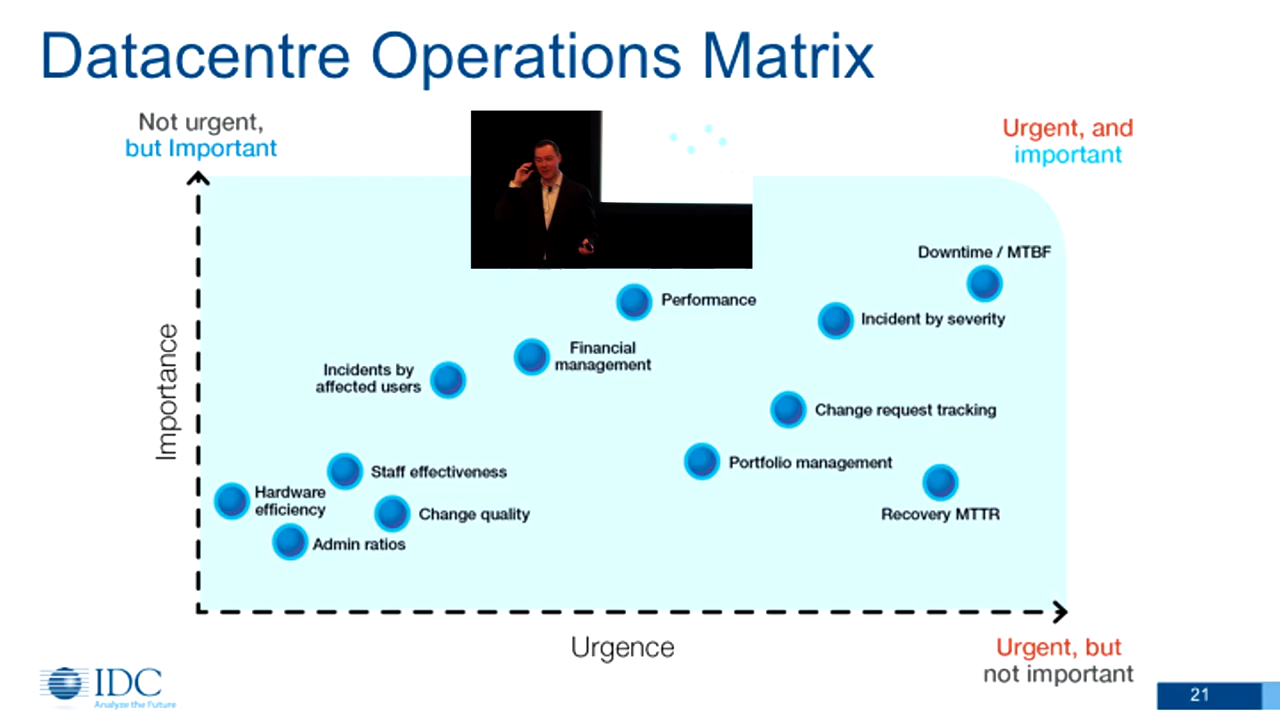 Datacentre Operations Matrix
Not urgent,
but Important
Urgent, and
important
Downtime / MTBF
Performance
Incident by severity
Financial
management
Incidents by
affected users
Change request tracking
Portfolio management
Staff effectiveness
Hardware
efficiency
Change quality
Recovery MTTR
Admin ratios
Importance
Urgence
Urgent, but
not important
IDC
Analyze the Future
21